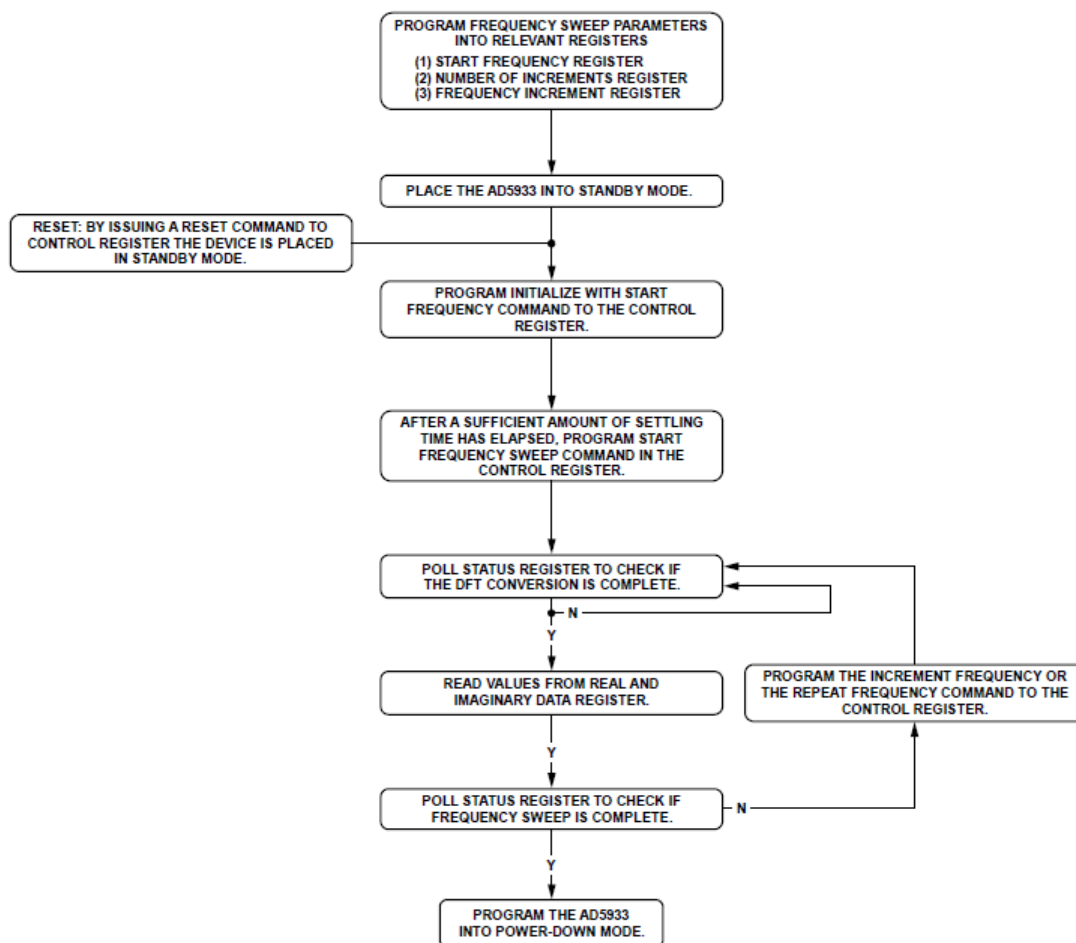 PROGRAM FREQUENCY SWEEP PARAMETERS
INTO RELEVANT REGISTERS
(1) START FREQUENCY REGISTER
(2) NUMBER OF INCREMENTS REGISTER
(3) FREQUENCY INCREMENT REGISTER
PLACE THE AD5933 INTO STANDBY MODE.
RESET: BY ISSUING A RESET COMMAND TO
CONTROL REGISTER THE DEVICE IS PLACED
IN STANDBY MODE.
PROGRAM INITIALIZE WITH START
FREQUENCY COMMAND TO THE CONTROL
REGISTER.
AFTER A SUFFICIENT AMOUNT OF SETTLING
TIME HAS ELAPSED, PROGRAM START
FREQUENCY SWEEP COMMAND IN THE
CONTROL REGISTER.
POLL STATUS REGISTER TO CHECK IF
THE DFT CONVERSION IS COMPLETE.
N
Y
READ VALUES FROM REAL AND
IMAGINARY DATA REGISTER.
PROGRAM THE INCREMENT FREQUENCY OR
THE REPEAT FREQUENCY COMMAND TO THE
CONTROL REGISTER.
Y
POLL STATUS REGISTER TO CHECK IF
FREQUENCY SWEEP IS COMPLETE.
N
Y
PROGRAM THE AD5933
INTO POWER-DOWN MODE.